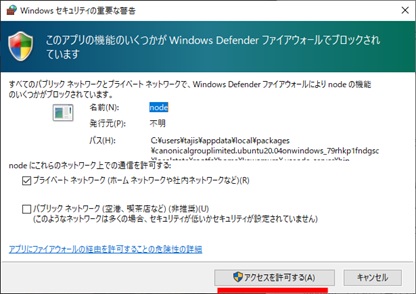 Windows セキュリティの重要な警告
このアプリの機能のいくつかが Windows Defender ファイアウォールでブロックされ
ています
すべてのパブリック ネットワークとプライベート ネットワークで、Windows Defender ファイアウォールにより node の機能
のいくつかがブロックされています。
名前(N): node
発行元(P): 不明
パス(H): C:¥users¥tajis¥appdata¥local¥packages
¥canonicalgrouplimited.ubuntu20.04onwindows_79rhkp1fndgsc
node にこれらのネットワーク上での通信を許可する:
プライベート ネットワーク (ホーム ネットワークや社内ネットワークなど)(R)
パブリック ネットワーク (空港、喫茶店など) (非推奨)(U)
(このようなネットワークは多くの場合、セキュリティが低いかセキュリティが設定されていません)
アプリにファイアウォールの経由を許可することの危険性の詳細
アクセスを許可する(A)
キャンセル